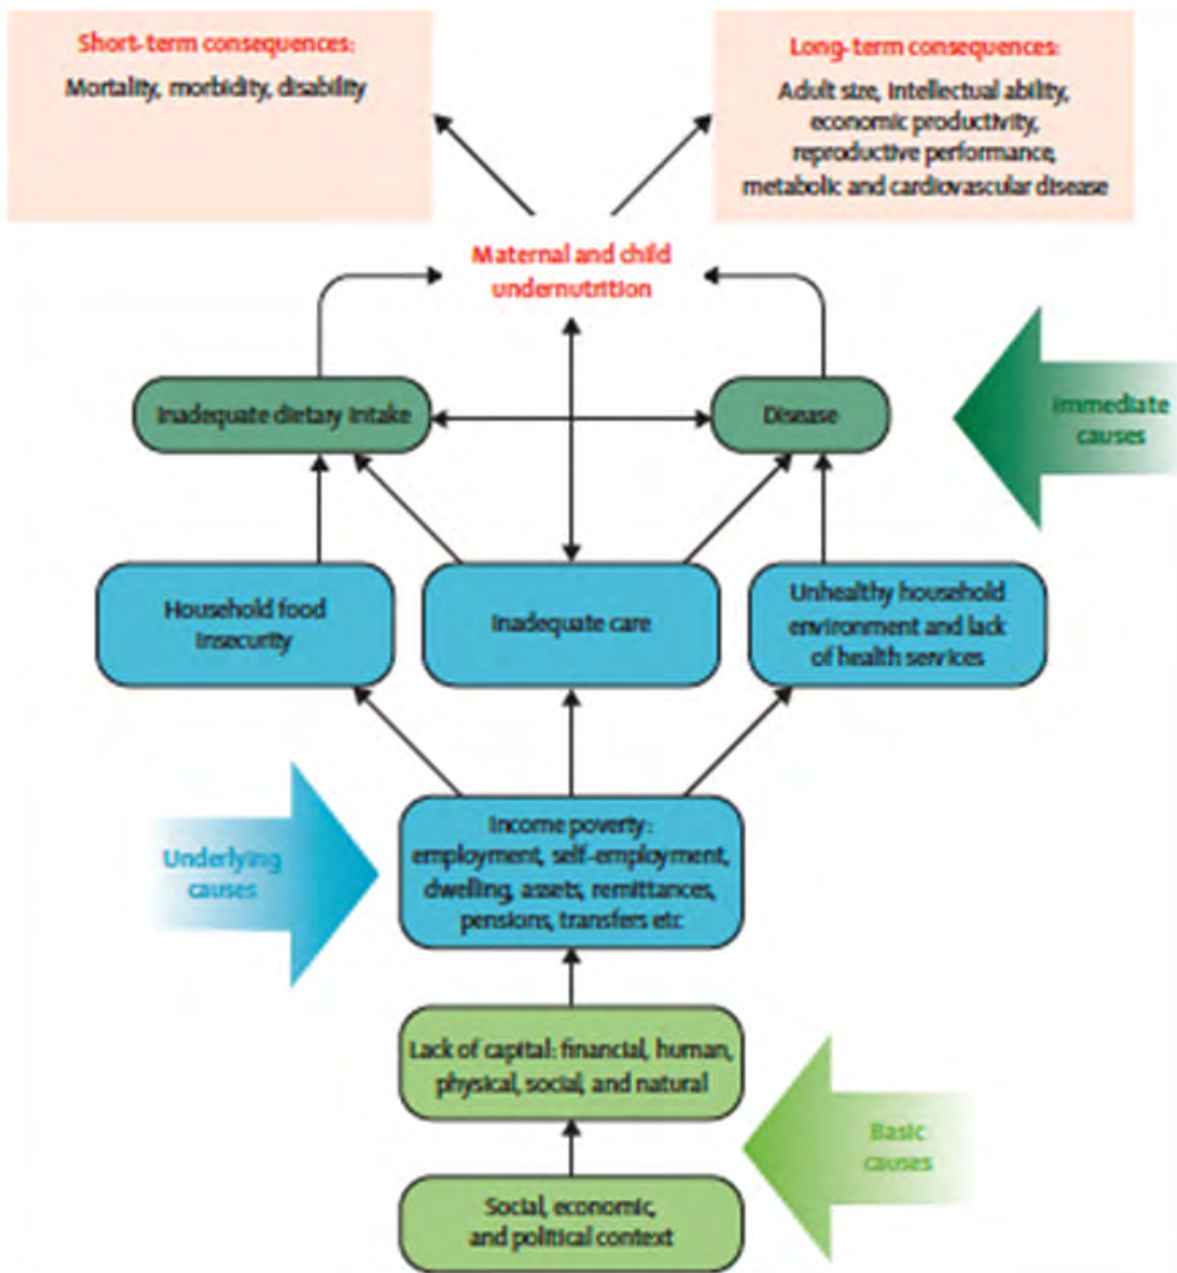 Short-term consequences:
Mortality, morbidity, disability
Long-term consequences:
Adult size, intellectual ability,
economic productivity,
reproductive performance,
metabolic and cardiovascular disease
Maternal and child
undernutrition
Inadequate dietary intake
Disease
Immediate
causes
Household food
insecurity
Inadequate care
Unhealthy household
environment and lack
of health services
Underlying
causes
Income poverty:
employment, self-employment,
dwelling, assets, remittances,
pensions, transfers etc
Lack of capital: financial, human,
physical, social, and natural
Basic
causes
Social, economic,
and political context